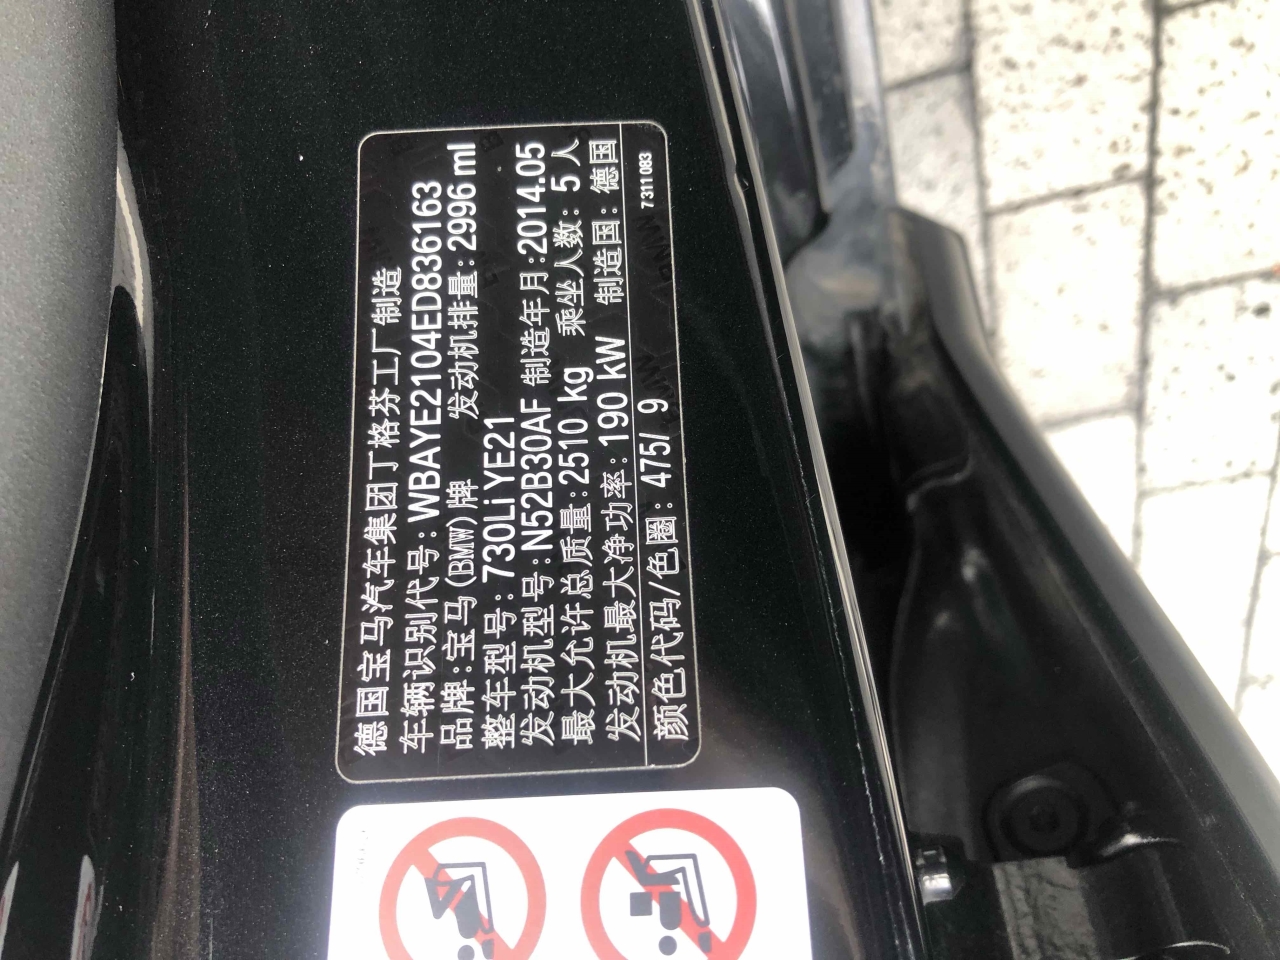 德国宝马汽车集团丁格芬工厂制造
车辆识别代号:WBAYE2104ED836163
品牌:宝马(BMW)牌 发动机排量:2996 ml
整车型号:730Li YE21
发动机型号:N52B30AF 制造年月:2014.05
最大允许总质量:2510 kg 乘坐人数: 5人
发动机最大净功率:190 kW 制造国:德国
颜色代码/色圈: 475/ 9 7 311 083